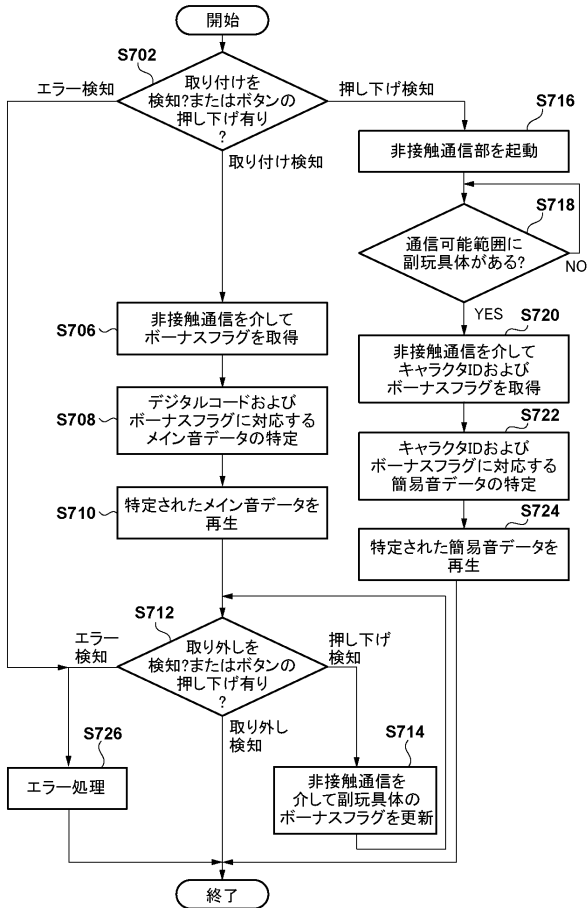 開始
S702
取り付けを
検知?またはボタンの
押し下げ有り
?
エラー検知
押し下げ検知
取り付け検知
S716
非接触通信部を起動
S718
通信可能範囲に
副玩具体がある?
NO
YES
S706
非接触通信を介して
ボーナスフラグを取得
S720
非接触通信を介して
キャラクタIDおよび
ボーナスフラグを取得
S708
デジタルコードおよび
ボーナスフラグに対応する
メイン音データの特定
S722
キャラクタIDおよび
ボーナスフラグに対応する
簡易音データの特定
S710
特定されたメイン音データを
再生
S724
特定された簡易音データを
再生
S712
取り外しを
検知?またはボタンの
押し下げ有り
?
エラー
検知
押し下げ
検知
取り外し
検知
S726
エラー処理
S714
非接触通信を
介して副玩具体の
ボーナスフラグを更新
終了